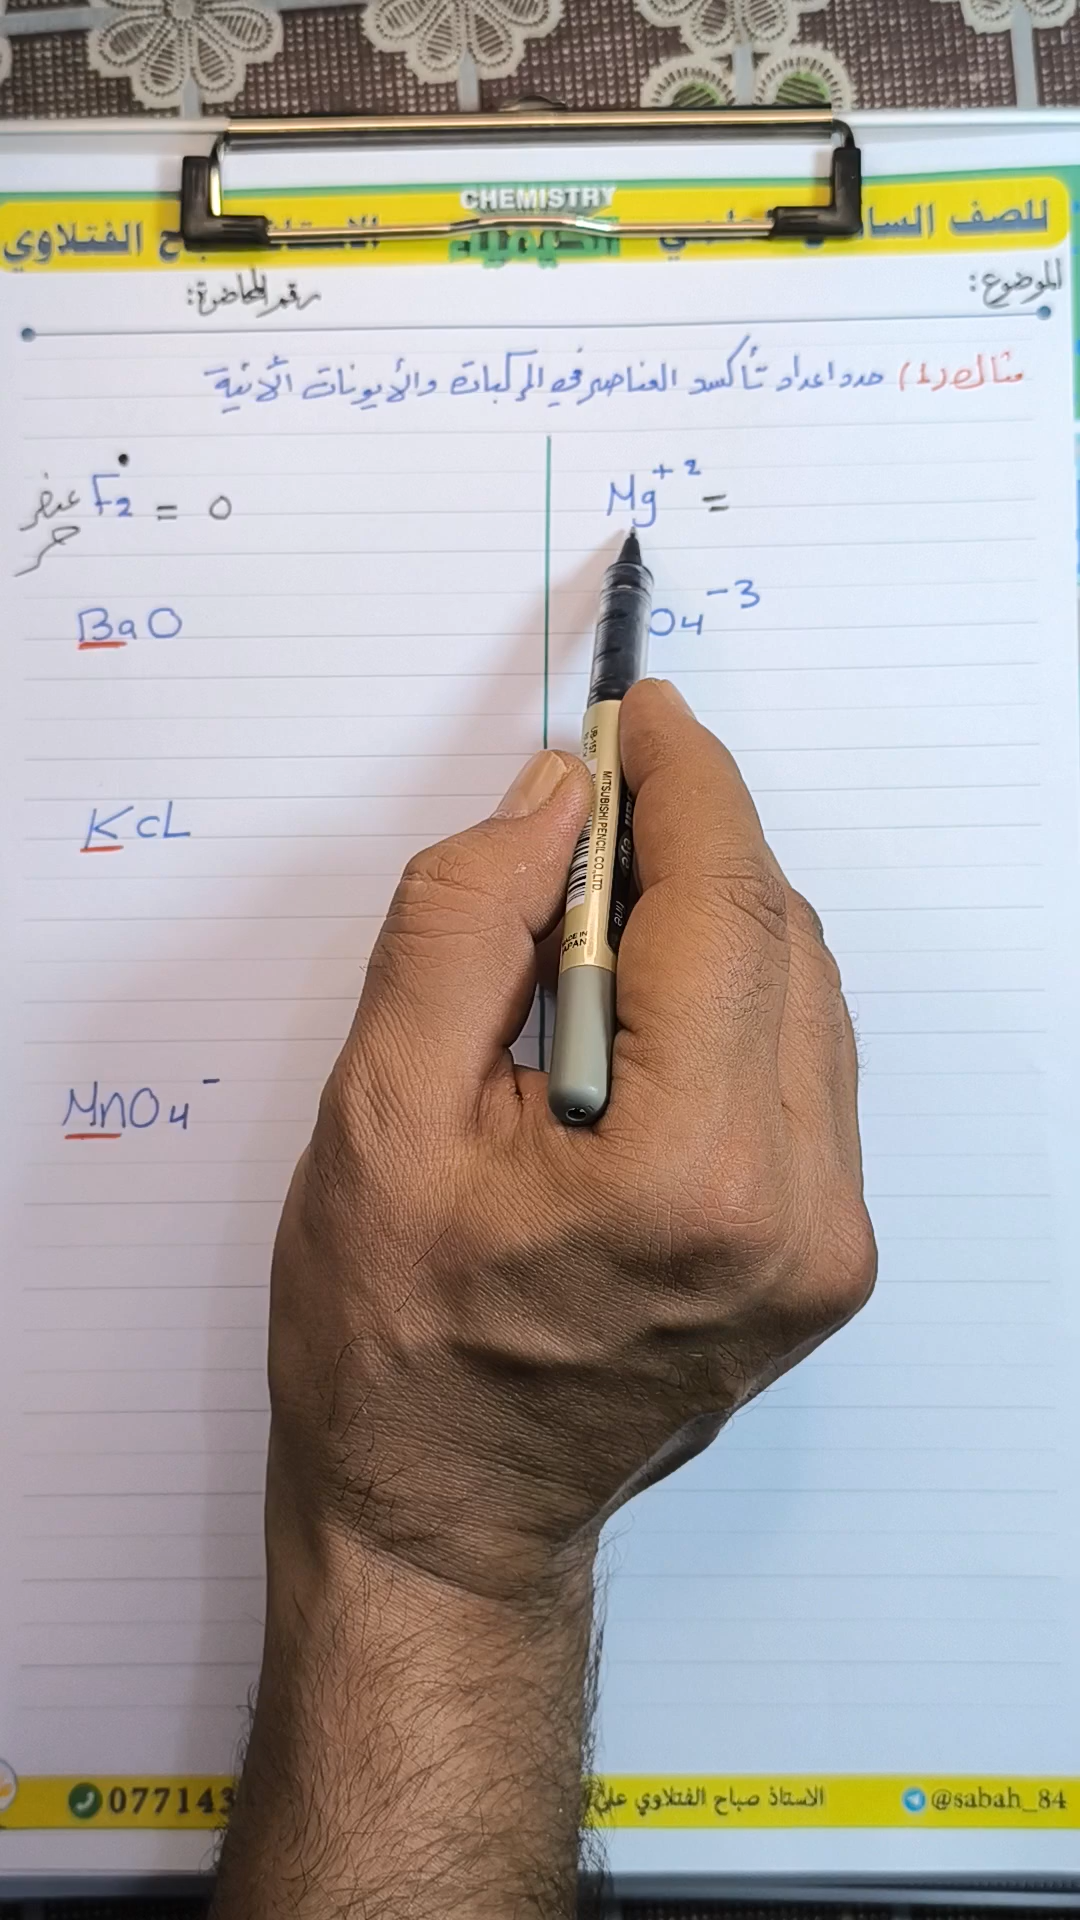 CHEMISTRY
للصف الفتلاوي
الموضوع: رقم المحاضرة:
مثال (1) حدد اعداد تأكسد العناصر في المركبات والأيونات الآتية
F₂ = 0 عنصر حر
Mg⁺² =
BaO
O₄⁻³
KCL
MnO₄⁻
UB-157
MITSUBISHI PENCIL CO.,LTD.
MADE IN JAPAN
077143 الاستاذ صباح الفتلاوي @sabah_84